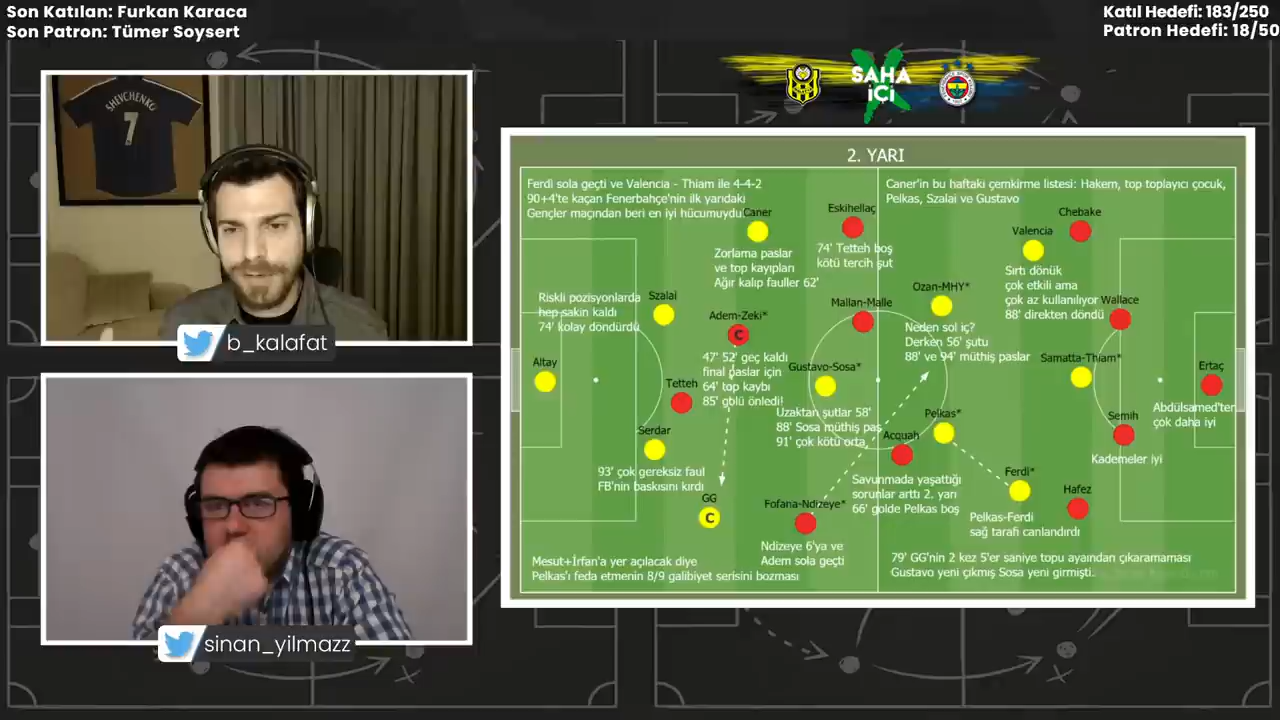 Son Katılan: Furkan Karaca
Son Patron: Tümer Soysert
Katıl Hedefi: 183/250
Patron Hedefi: 18/50
SHEVCHENKO
7
b_kalafat
sinan_yilmazz
SAHA
İÇİ
2. YARI
Ferdi sola geçti ve Valencia - Thiam ile 4-4-2
90+4'te kaçan Fenerbahçe'nin ilk yarıdaki
Gençler maçından beri en iyi hücumuydu
Caner'in bu haftaki çemkirme listesi: Hakem, top toplayıcı çocuk,
Pelkas, Szalai ve Gustavo
Caner
Zorlama paslar
ve top kayıpları
Ağır kalıp fauller 62'
Eskihellaç
74' Tetteh boş
kötü tercih şut
Chebake
Valencia
Sırtı dönük
çok etkili ama
çok az kullanılıyor
88' direkten döndü
Wallace
Riskli pozisyonlarda
hep sakin kaldı
74' kolay döndürdü
Szalai
Adem-Zeki*
C
47' 52' geç kaldı
final paslar için
64' top kaybı
85' golü önledi!
Mallan-Malle
Ozan-MHY*
Neden sol iç?
Derken 56' şutu
88' ve 94' müthiş paslar
Altay
Tetteh
Gustavo-Sosa*
Uzaktan şutlar 58'
88' Sosa müthiş pas
91' çok kötü orta
Samatta-Thiam*
Ertaç
Abdülsamed'ten
çok daha iyi
Semih
Kademeler iyi
Serdar
93' çok gereksiz faul
FB'nin baskısını kırdı
Pelkas*
Acquah
Savunmada yaşattığı
sorunlar arttı 2. yarı
66' golde Pelkas boş
GG
C
Fofana-Ndizeye*
Ndizeye 6'ya ve
Adem sola geçti
Ferdi*
Pelkas-Ferdi
sağ tarafı canlandırdı
Hafez
Mesut+İrfan'a yer açılacak diye
Pelkas'ı feda etmenin 8/9 galibiyet serisini bozması
79' GG'nin 2 kez 5'er saniye topu ayaından çıkaramaması
Gustavo yeni çıkmış Sosa yeni girmişti.